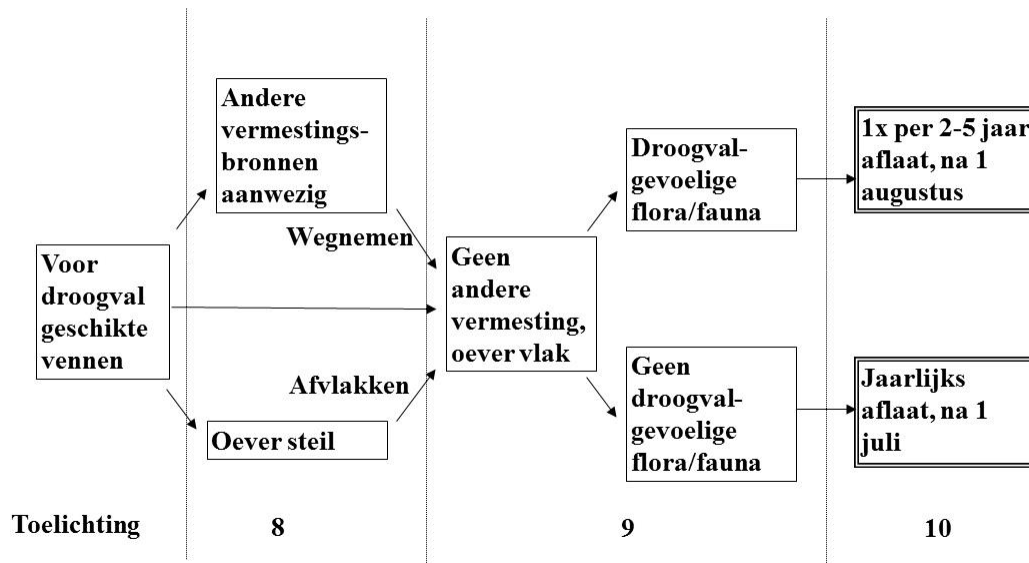 Voor
droogval
geschikte
vennen
Andere
vermestings-
bronnen
aanwezig
Wegnemen
Afvlakken
Oever steil
Geen
andere
vermesting,
oever vlak
Droogval-
gevoelige
flora/fauna
Geen
droogval-
gevoelige
flora/fauna
1x per 2-5 jaar
aflaat, na 1
augustus
Jaarlijks
aflaat, na 1
juli
Toelichting 8 9 10